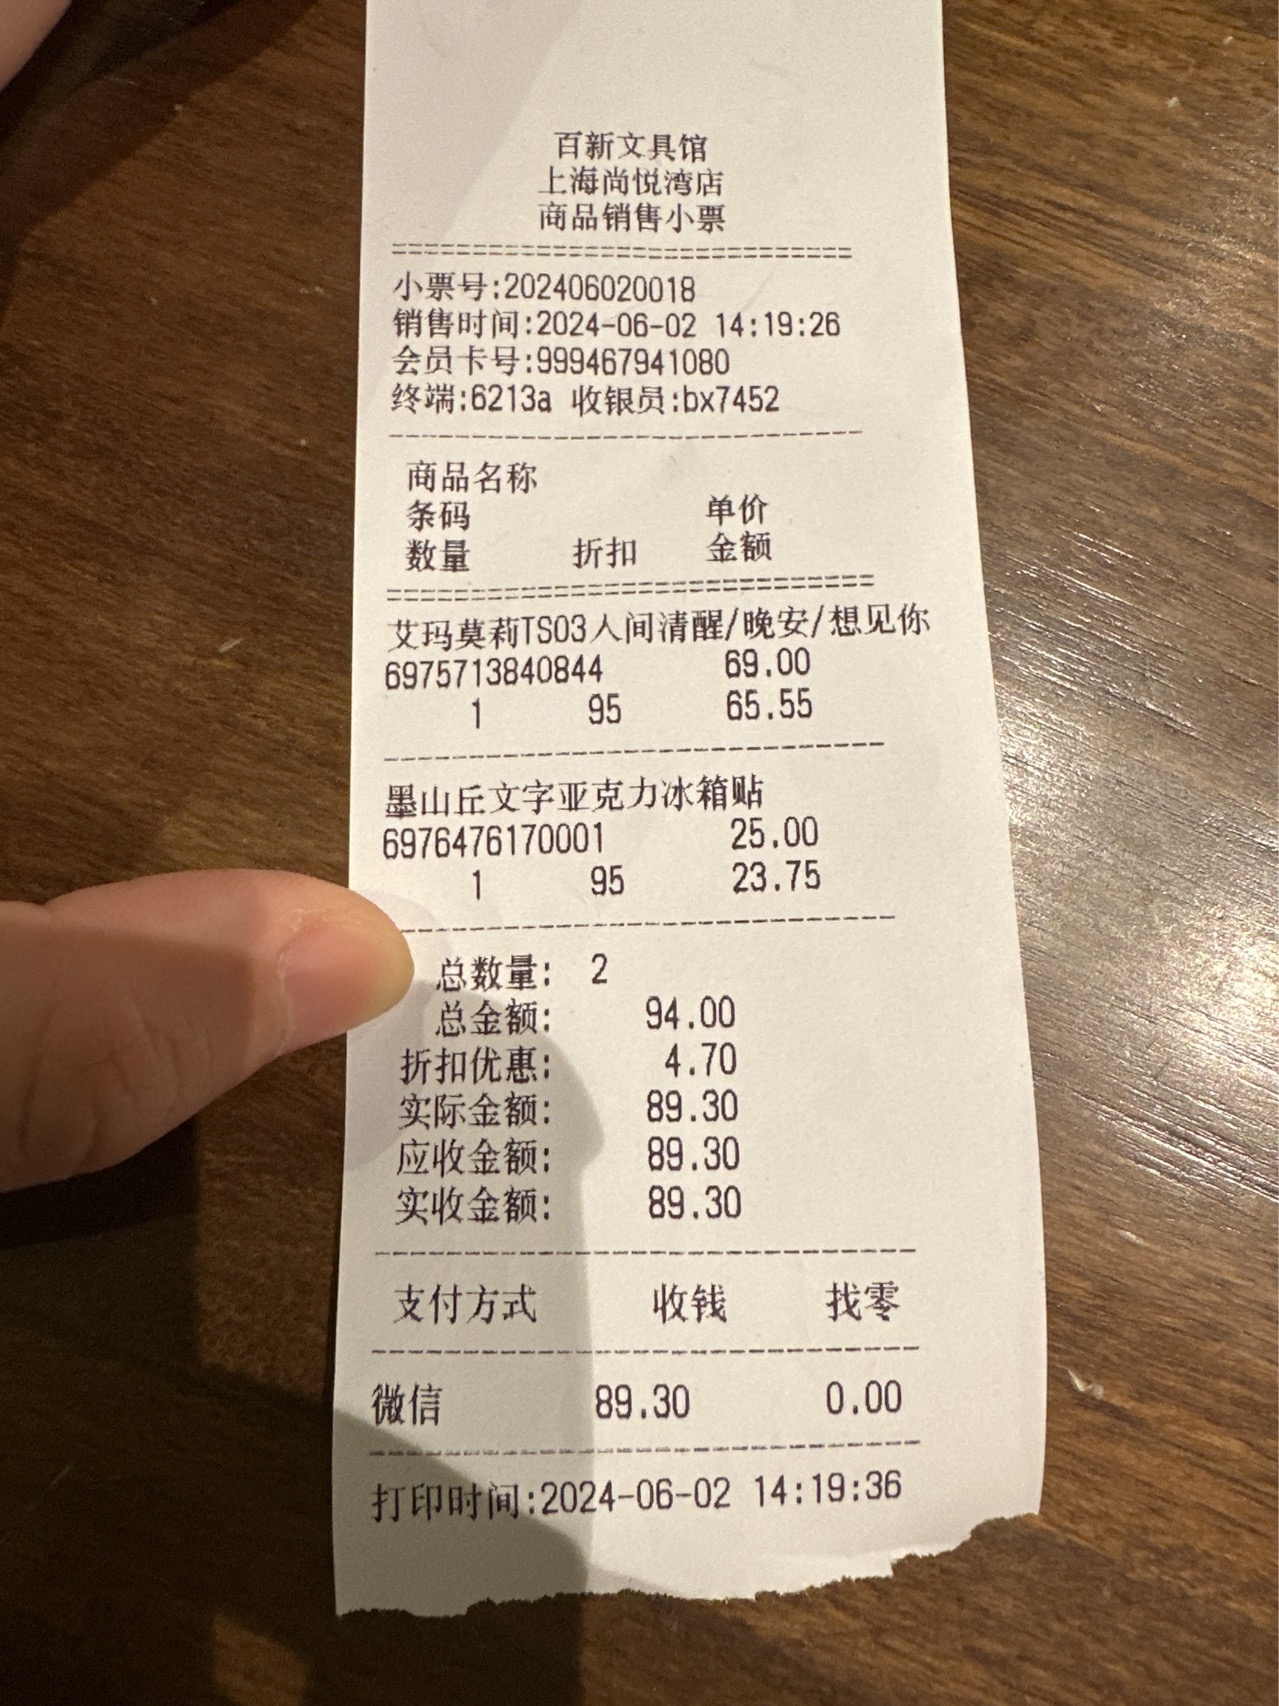 百新文具馆
上海尚悦湾店
商品销售小票
============================
小票号:202406020018
销售时间:2024-06-02 14:19:26
会员卡号:999467941080
终端:6213a 收银员:bx7452
----------------------------
商品名称
条码 单价
数量 折扣 金额
============================
艾玛莫莉TS03人间清醒/晚安/想见你
6975713840844 69.00
1 95 65.55
----------------------------
墨山丘文字亚克力冰箱贴
6976476170001 25.00
1 95 23.75
----------------------------
总数量: 2
总金额: 94.00
折扣优惠: 4.70
实际金额: 89.30
应收金额: 89.30
实收金额: 89.30
----------------------------
支付方式 收钱 找零
----------------------------
微信 89.30 0.00
----------------------------
打印时间:2024-06-02 14:19:36